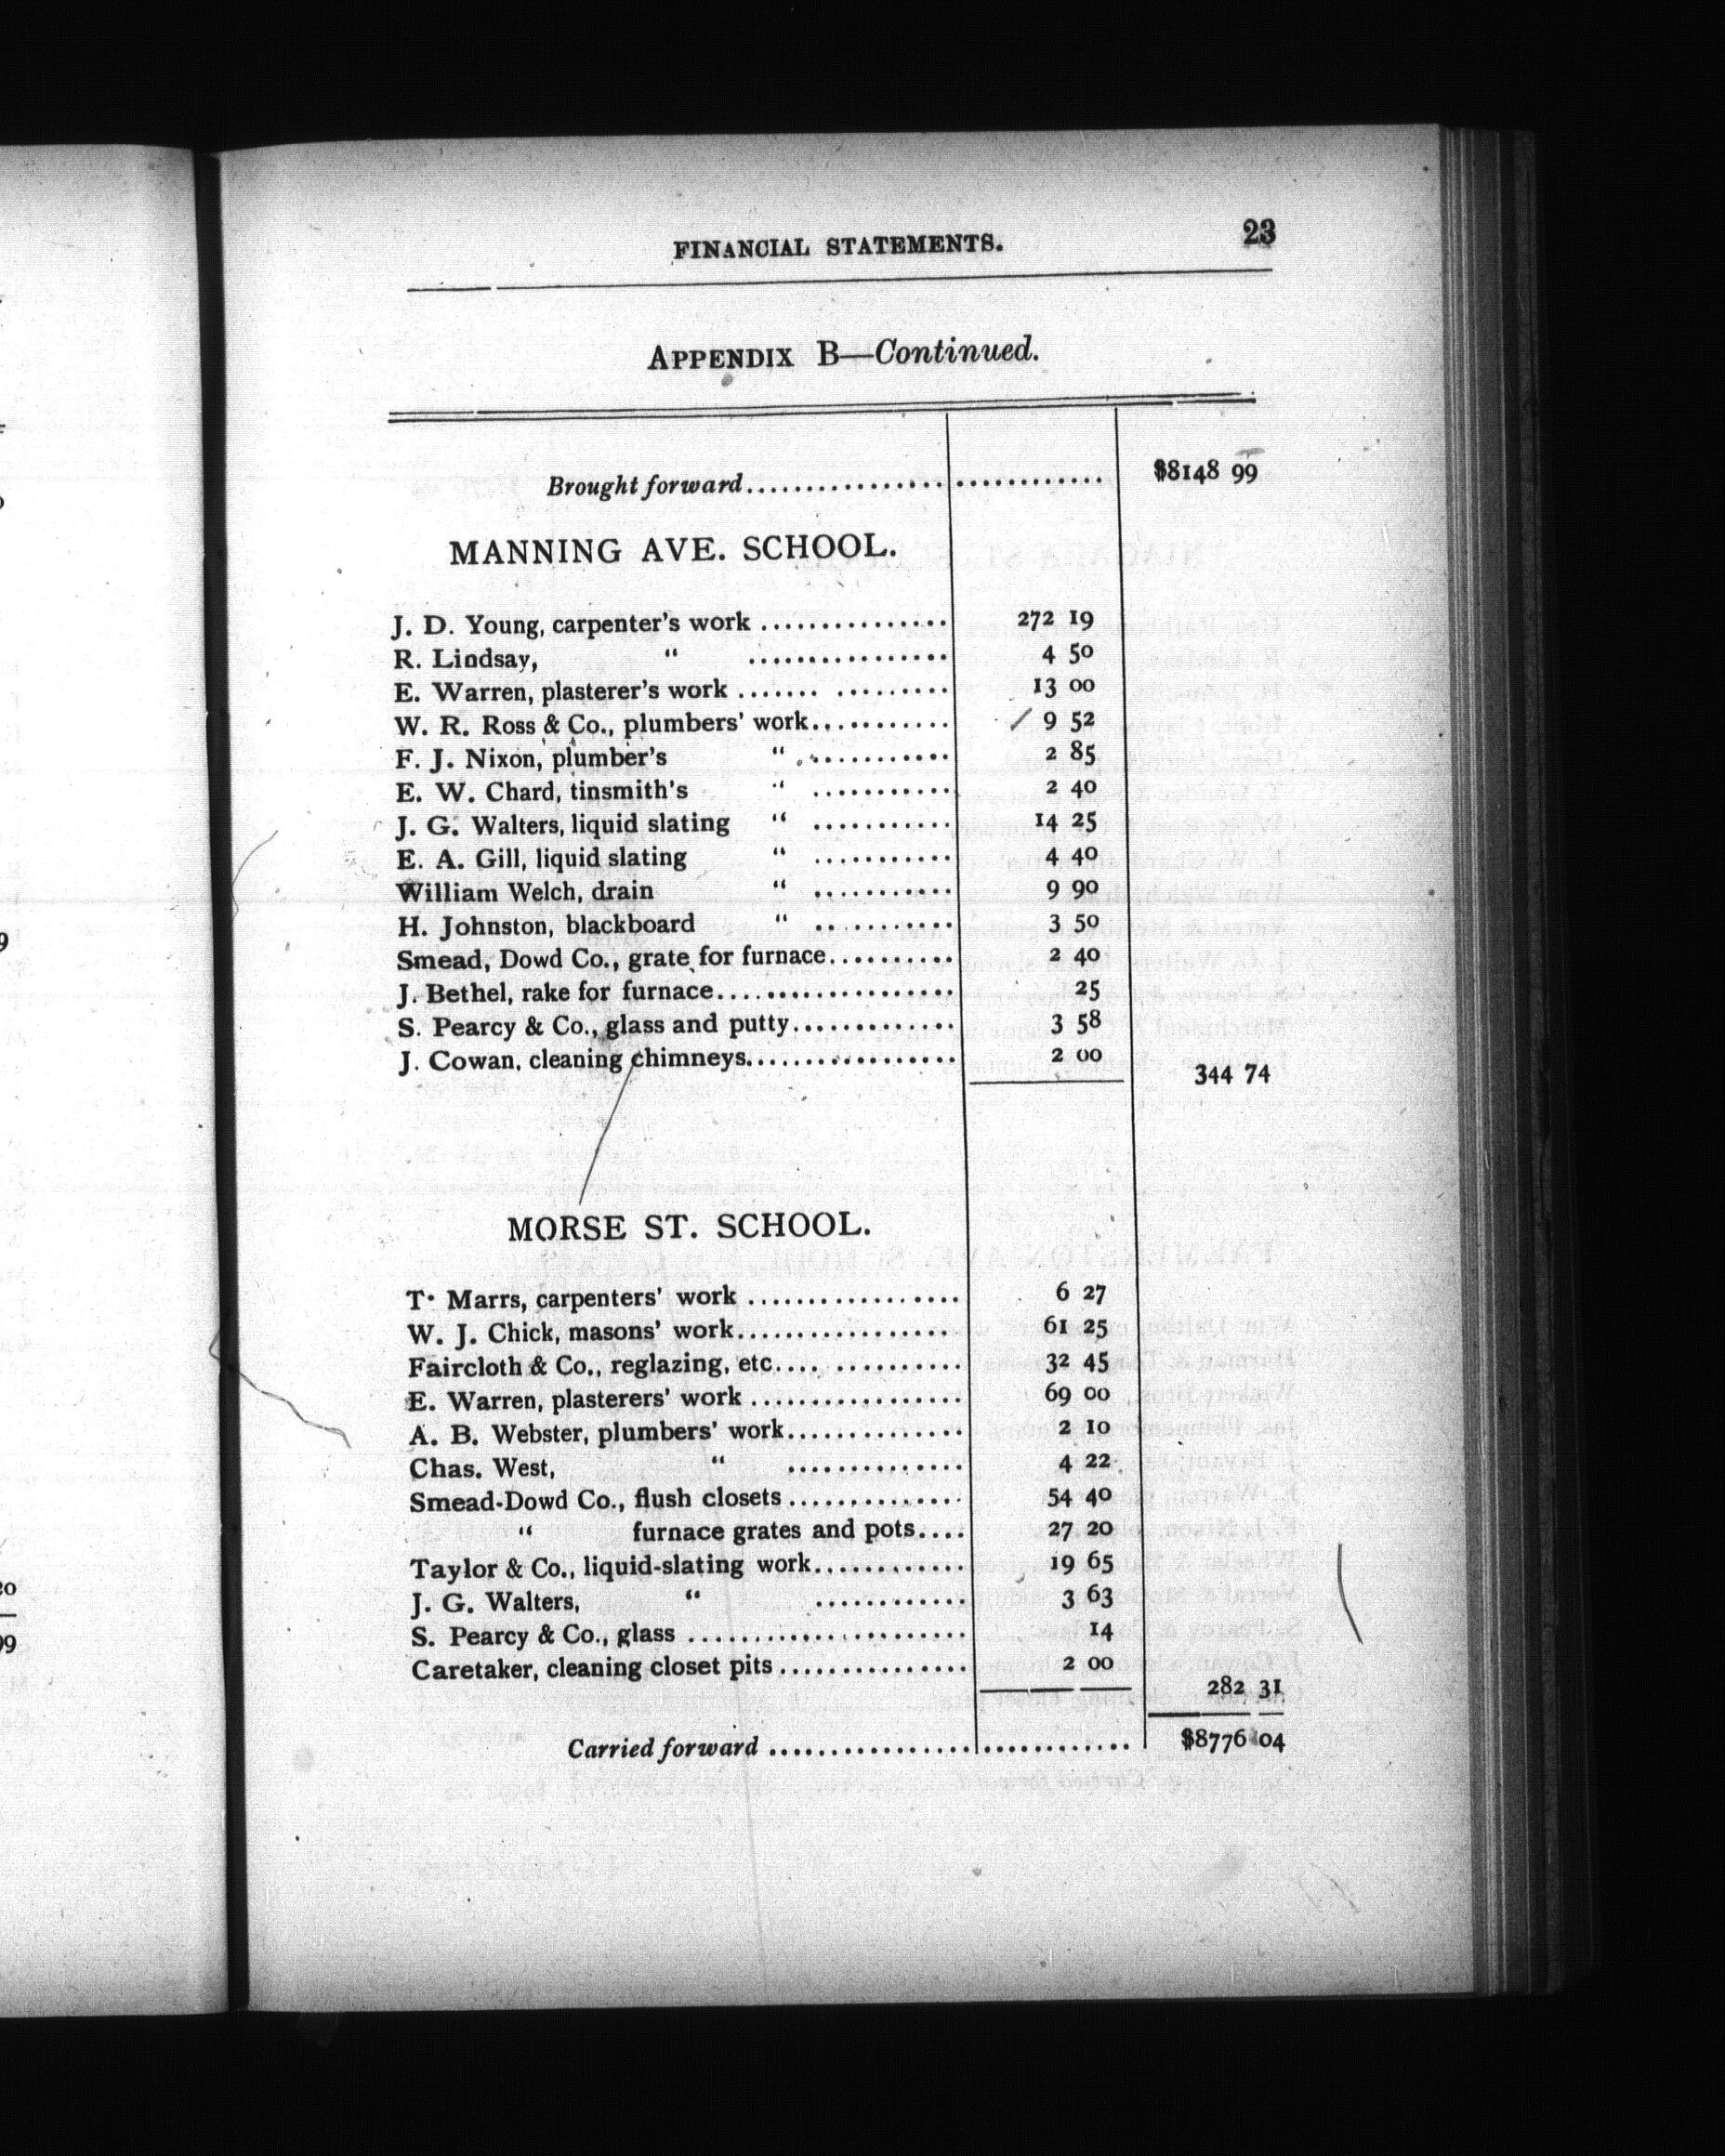 FINANCIAL STATEMENTS. 23
APPENDIX B—Continued.
Brought forward............................ $8148 99
MANNING AVE. SCHOOL.
J. D. Young, carpenter's work ................ 272 19
R. Lindsay, " ................. 4 50
E. Warren, plasterer's work ....... .......... 13 00
W. R. Ross & Co., plumbers' work............ 9 52
F. J. Nixon, plumber's " ............ 2 85
E. W. Chard, tinsmith's " ............ 2 40
J. G. Walters, liquid slating " ............ 14 25
E. A. Gill, liquid slating " ............ 4 40
William Welch, drain " ............ 9 90
H. Johnston, blackboard " ............ 3 50
Smead, Dowd Co., grate for furnace........... 2 40
J. Bethel, rake for furnace.................... 25
S. Pearcy & Co., glass and putty.............. 3 58
J. Cowan, cleaning chimneys.................. 2 00
344 74
MORSE ST. SCHOOL.
T. Marrs, carpenters' work .................. 6 27
W. J. Chick, masons' work.................. 61 25
Faircloth & Co., reglazing, etc.... ........... 32 45
E. Warren, plasterers' work .................. 69 00
A. B. Webster, plumbers' work............... 2 10
Chas. West, " ............... 4 22
Smead-Dowd Co., flush closets............... 54 40
" furnace grates and pots.... 27 20
Taylor & Co., liquid-slating work............. 19 65
J. G. Walters, " ............. 3 63
S. Pearcy & Co., glass ........................ 14
Caretaker, cleaning closet pits................ 2 00
282 31
Carried forward .............................. $8776 04